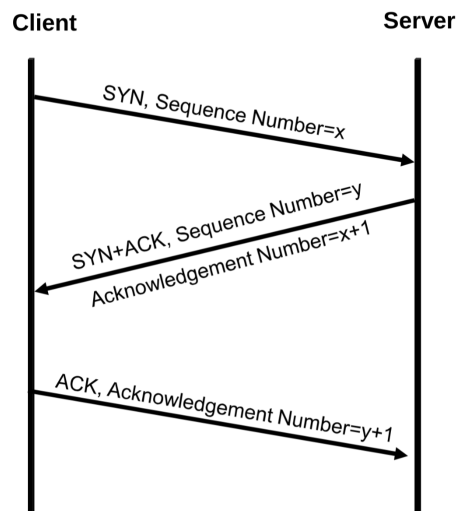 Client
Server
SYN, Sequence Number=x
SYN+ACK, Sequence Number=y
Acknowledgement Number=x+1
ACK, Acknowledgement Number=y+1